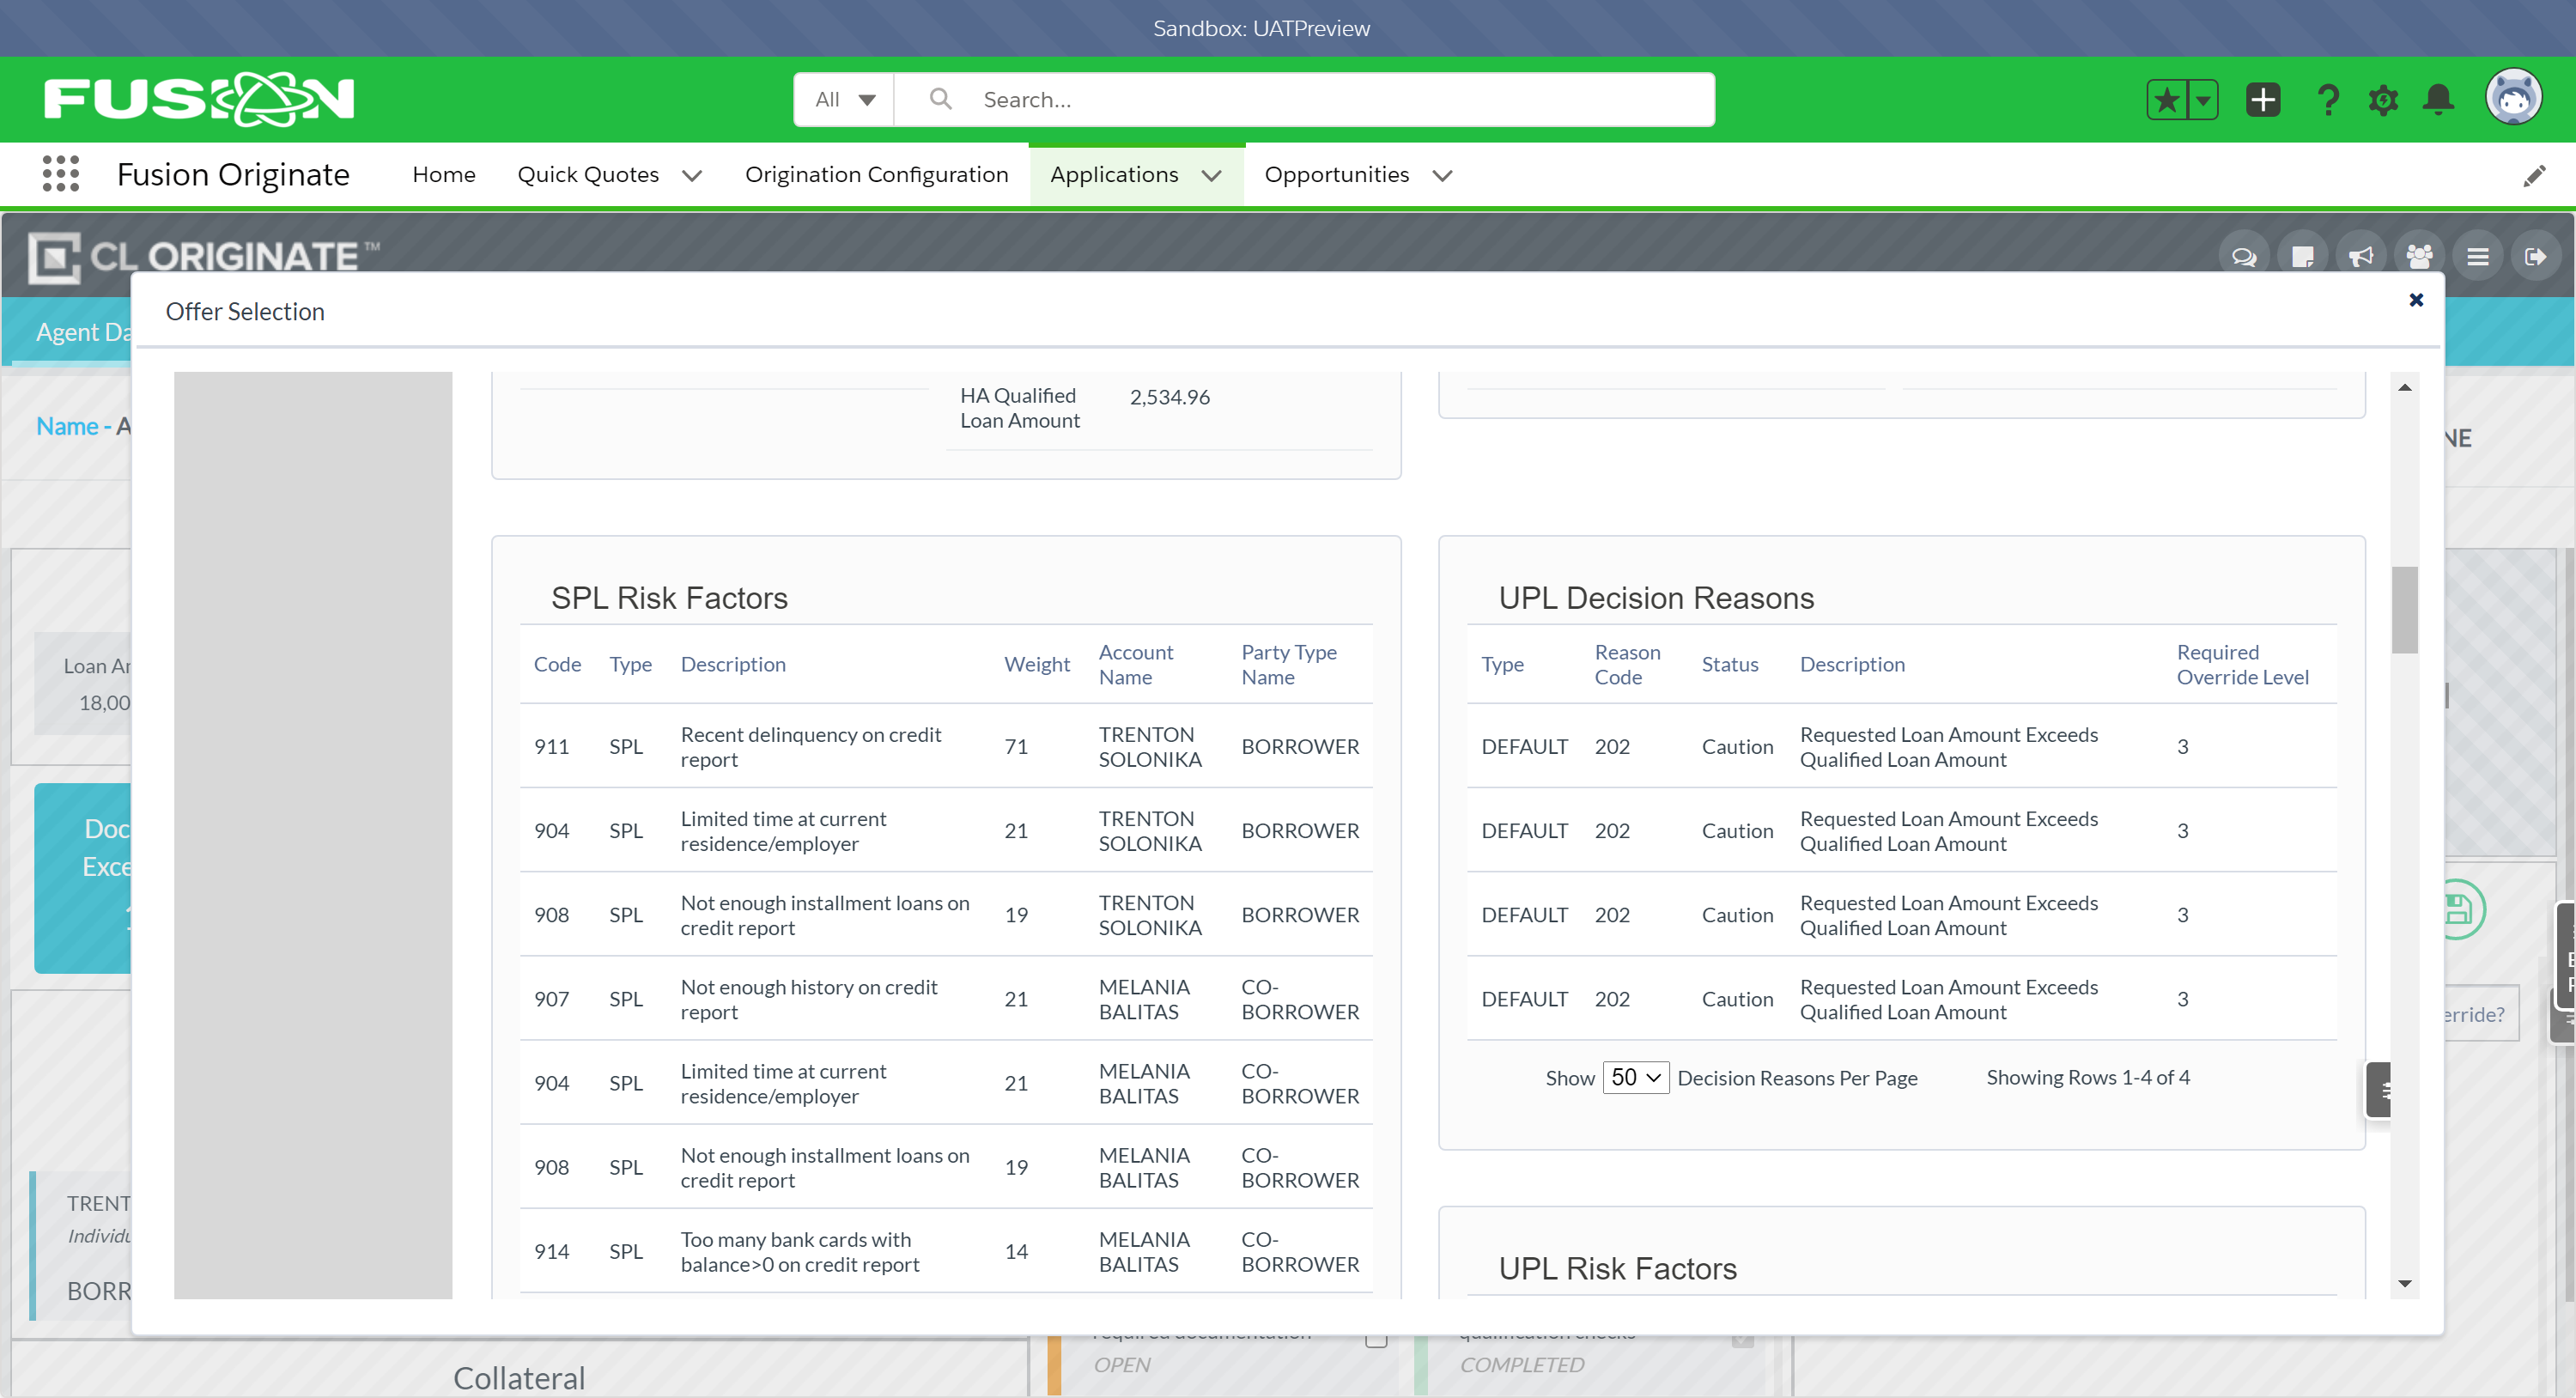 Sandbox: UATPreview
FUSION
All
Search...
Fusion Originate
Home
Quick Quotes
Origination Configuration
Applications
Opportunities
CL ORIGINATE™
Offer Selection
Agent
Name - A
NE
HA Qualified
Loan Amount
2,534.96
Loan
18,00
TRENT
BORR
SPL Risk Factors
Code Type Description Weight Account Name Party Type Name
911 SPL Recent delinquency on credit report 71 TRENTON SOLONIKA BORROWER
904 SPL Limited time at current residence/employer 21 TRENTON SOLONIKA BORROWER
908 SPL Not enough installment loans on credit report 19 TRENTON SOLONIKA BORROWER
907 SPL Not enough history on credit report 21 MELANIA BALITAS CO-BORROWER
904 SPL Limited time at current residence/employer 21 MELANIA BALITAS CO-BORROWER
908 SPL Not enough installment loans on credit report 19 MELANIA BALITAS CO-BORROWER
914 SPL Too many bank cards with balance>0 on credit report 14 MELANIA BALITAS CO-BORROWER
UPL Decision Reasons
Type Reason Code Status Description Required Override Level
DEFAULT 202 Caution Requested Loan Amount Exceeds Qualified Loan Amount 3
DEFAULT 202 Caution Requested Loan Amount Exceeds Qualified Loan Amount 3
DEFAULT 202 Caution Requested Loan Amount Exceeds Qualified Loan Amount 3
DEFAULT 202 Caution Requested Loan Amount Exceeds Qualified Loan Amount 3
Show 50 Decision Reasons Per Page Showing Rows 1-4 of 4
UPL Risk Factors
erride?
OPEN
COMPLETED
Collateral